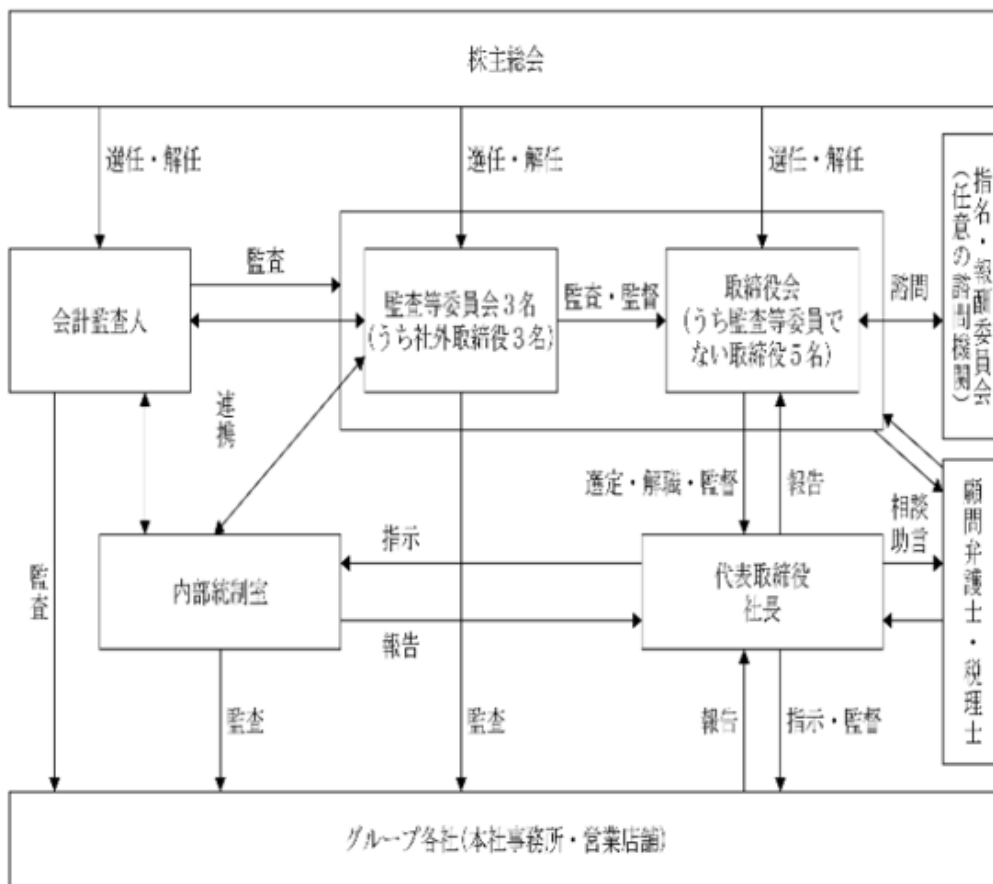 株主総会
選任・解任
選任・解任
選任・解任
指名・報酬委員会
(任意の諮問機関)
会計監査人
監査
監査等委員会3名
(うち社外取締役3名)
監査・監督
取締役会
(うち監査等委員で
ない取締役5名)
諮問
連携
選定・解職・監督
報告
相談
助言
顧問弁護士・税理士
監査
内部統制室
指示
報告
代表取締役
社長
監査
監査
報告
指示・監督
グループ各社(本社事務所・営業店舗)